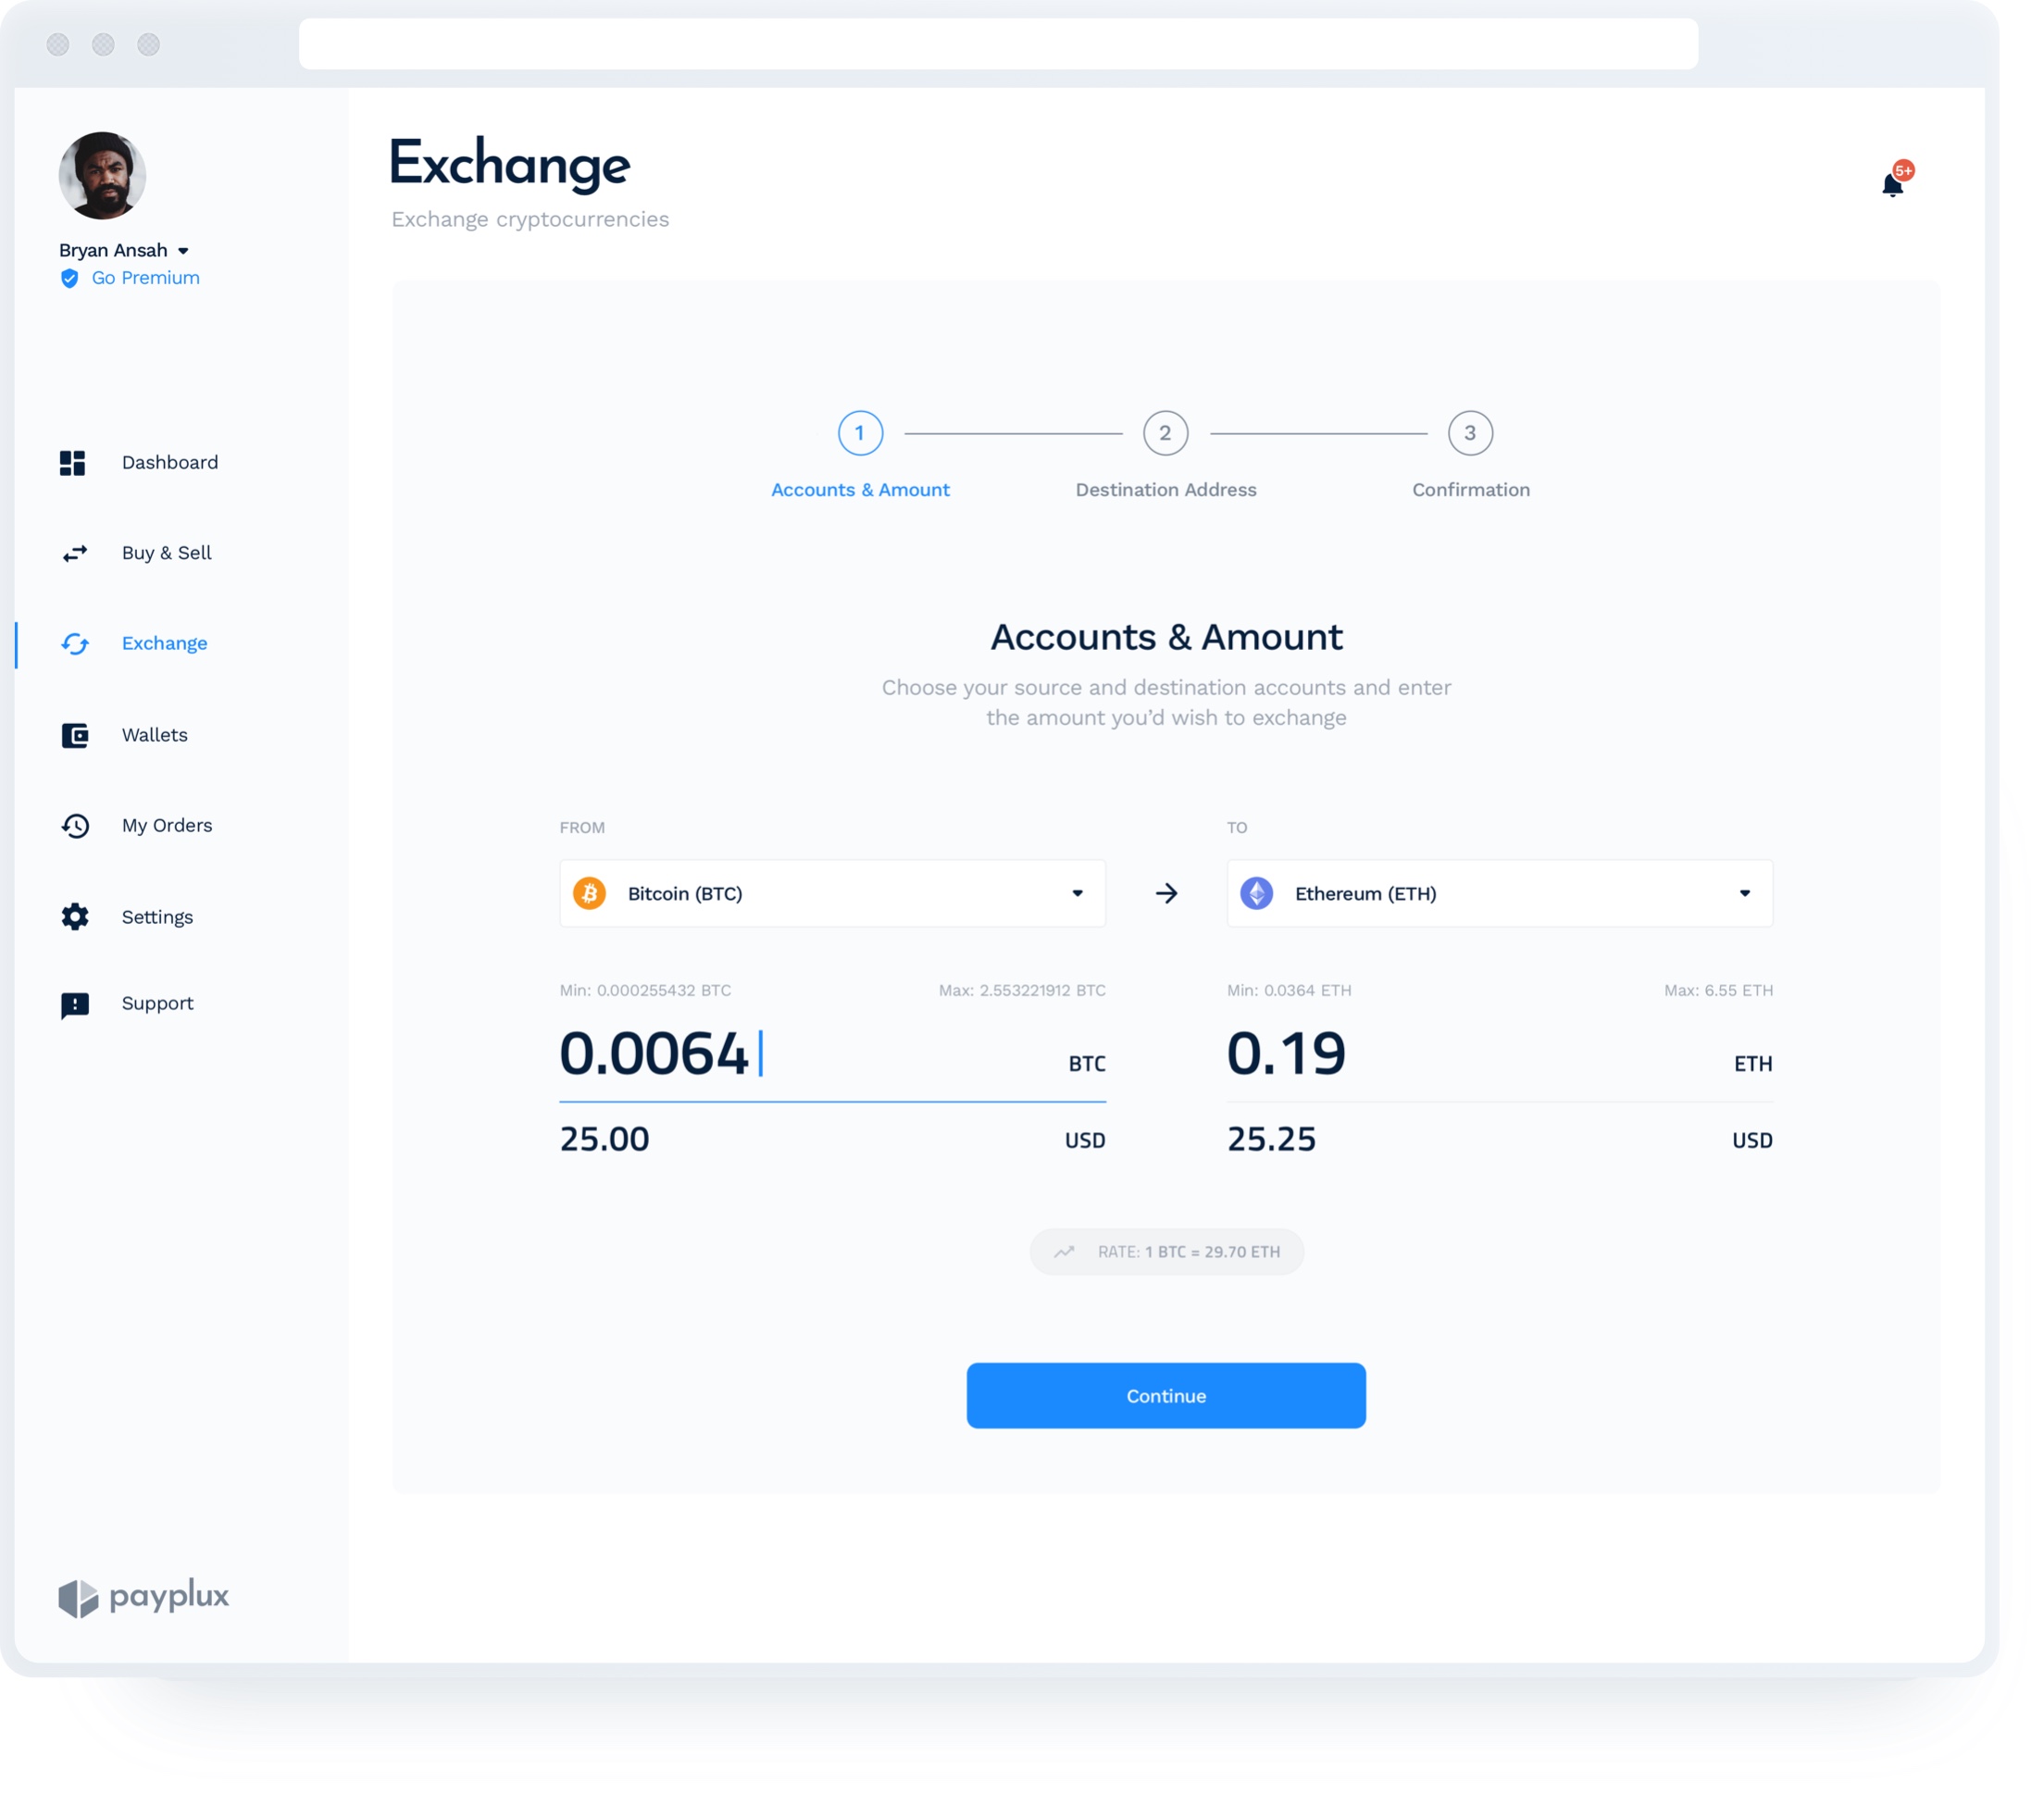 Bryan Ansah
Go Premium
Dashboard
Buy & Sell
Exchange
Wallets
My Orders
Settings
Support
payplux
Exchange
Exchange cryptocurrencies
5+
1
2
3
Accounts & Amount
Destination Address
Confirmation
Accounts & Amount
Choose your source and destination accounts and enter
the amount you’d wish to exchange
FROM
Bitcoin (BTC)
Min: 0.000255432 BTC
Max: 2.553221912 BTC
0.0064
BTC
25.00
USD
TO
Ethereum (ETH)
Min: 0.0364 ETH
Max: 6.55 ETH
0.19
ETH
25.25
USD
RATE: 1 BTC = 29.70 ETH
Continue